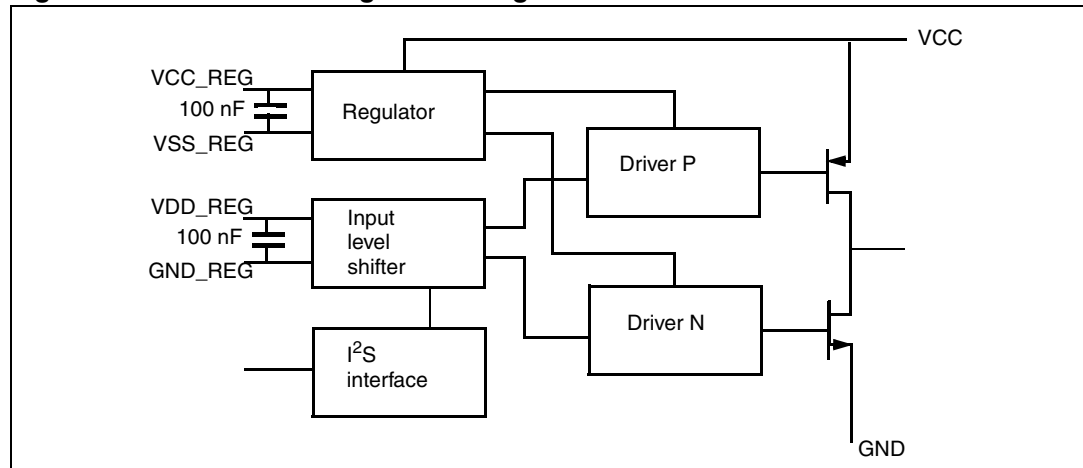 VCC
VCC_REG
100 nF
VSS_REG
Regulator
Driver P
VDD_REG
100 nF
GND_REG
Input
level
shifter
Driver N
I²S
interface
GND